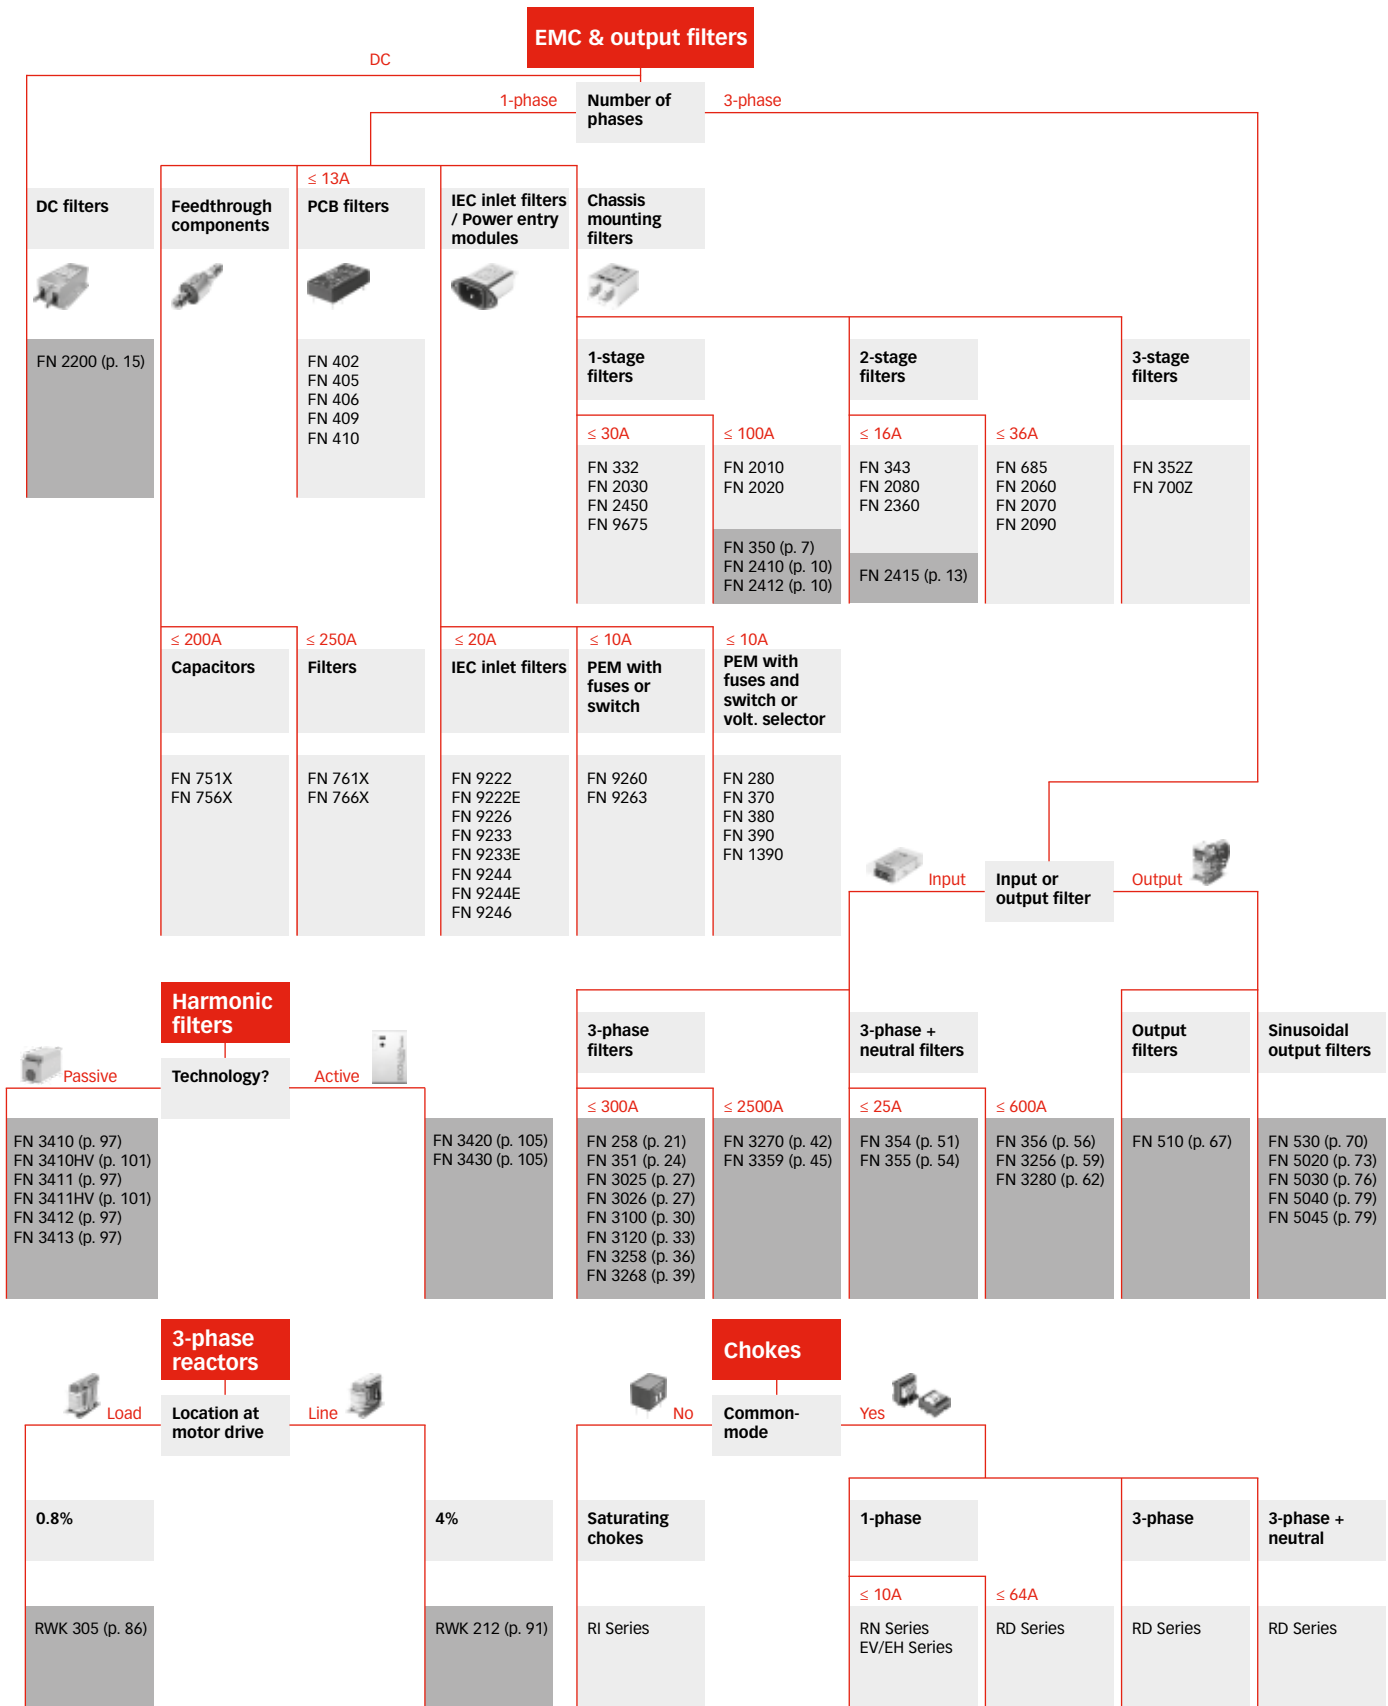 EMC & output filters
DC
1-phase
Number of
phases
3-phase
≤ 13A
DC filters
Feedthrough
components
PCB filters
IEC inlet filters
/ Power entry
modules
Chassis
mounting
filters
FN 2200 (p. 15)
FN 402
FN 405
FN 406
FN 409
FN 410
1-stage
filters
2-stage
filters
3-stage
filters
≤ 30A
≤ 100A
≤ 16A
≤ 36A
FN 332
FN 2030
FN 2450
FN 9675
FN 2010
FN 2020
FN 350 (p. 7)
FN 2410 (p. 10)
FN 2412 (p. 10)
FN 343
FN 2080
FN 2360
FN 2415 (p. 13)
FN 685
FN 2060
FN 2070
FN 2090
FN 352Z
FN 700Z
≤ 200A
≤ 250A
≤ 20A
≤ 10A
≤ 10A
Capacitors
Filters
IEC inlet filters
PEM with
fuses or
switch
PEM with
fuses and
switch or
volt. selector
FN 751X
FN 756X
FN 761X
FN 766X
FN 9222
FN 9222E
FN 9226
FN 9233
FN 9233E
FN 9244
FN 9244E
FN 9246
FN 9260
FN 9263
FN 280
FN 370
FN 380
FN 390
FN 1390
Input
Input or
output filter
Output
3-phase
filters
3-phase +
neutral filters
Output
filters
Sinusoidal
output filters
≤ 300A
≤ 2500A
≤ 25A
≤ 600A
FN 258 (p. 21)
FN 351 (p. 24)
FN 3025 (p. 27)
FN 3026 (p. 27)
FN 3100 (p. 30)
FN 3120 (p. 33)
FN 3258 (p. 36)
FN 3268 (p. 39)
FN 3270 (p. 42)
FN 3359 (p. 45)
FN 354 (p. 51)
FN 355 (p. 54)
FN 356 (p. 56)
FN 3256 (p. 59)
FN 3280 (p. 62)
FN 510 (p. 67)
FN 530 (p. 70)
FN 5020 (p. 73)
FN 5030 (p. 76)
FN 5040 (p. 79)
FN 5045 (p. 79)
Harmonic
filters
Passive
Technology?
Active
FN 3410 (p. 97)
FN 3410HV (p. 101)
FN 3411 (p. 97)
FN 3411HV (p. 101)
FN 3412 (p. 97)
FN 3413 (p. 97)
FN 3420 (p. 105)
FN 3430 (p. 105)
3-phase
reactors
Load
Location at
motor drive
Line
0.8%
4%
RWK 305 (p. 86)
RWK 212 (p. 91)
Chokes
No
Common-
mode
Yes
Saturating
chokes
1-phase
3-phase
3-phase +
neutral
≤ 10A
≤ 64A
RI Series
RN Series
EV/EH Series
RD Series
RD Series
RD Series